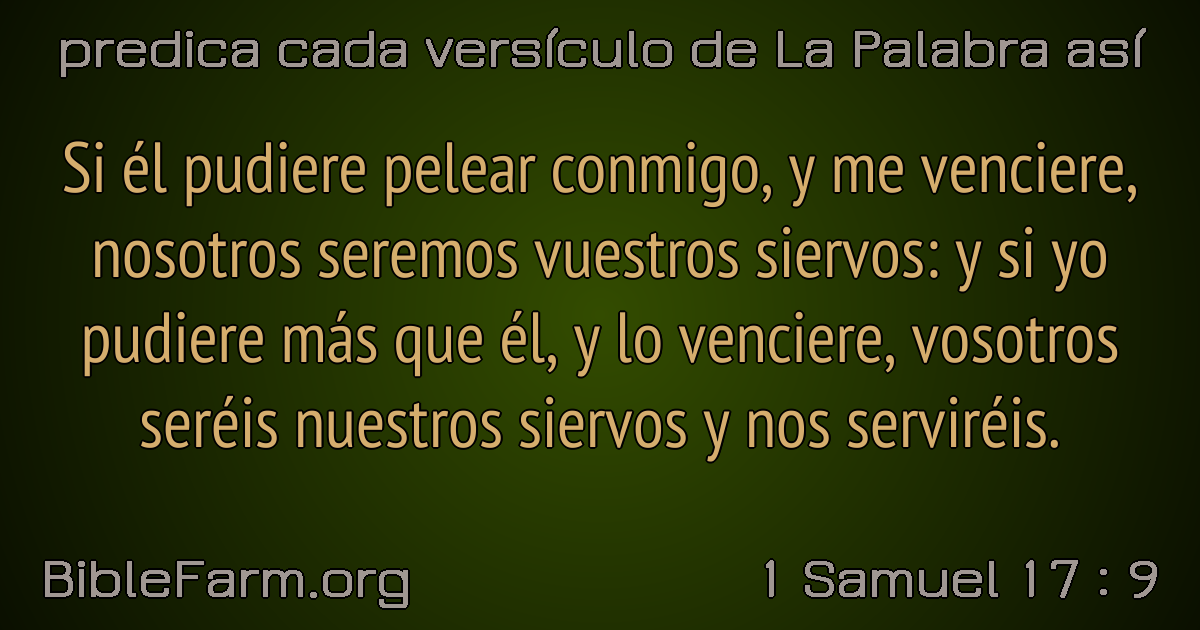 predica cada versículo de La Palabra así
Si él pudiere pelear conmigo, y me venciere,
nosotros seremos vuestros siervos: y si yo
pudiere más que él, y lo venciere, vosotros
seréis nuestros siervos y nos serviréis.
BibleFarm.org
1 Samuel 17 : 9